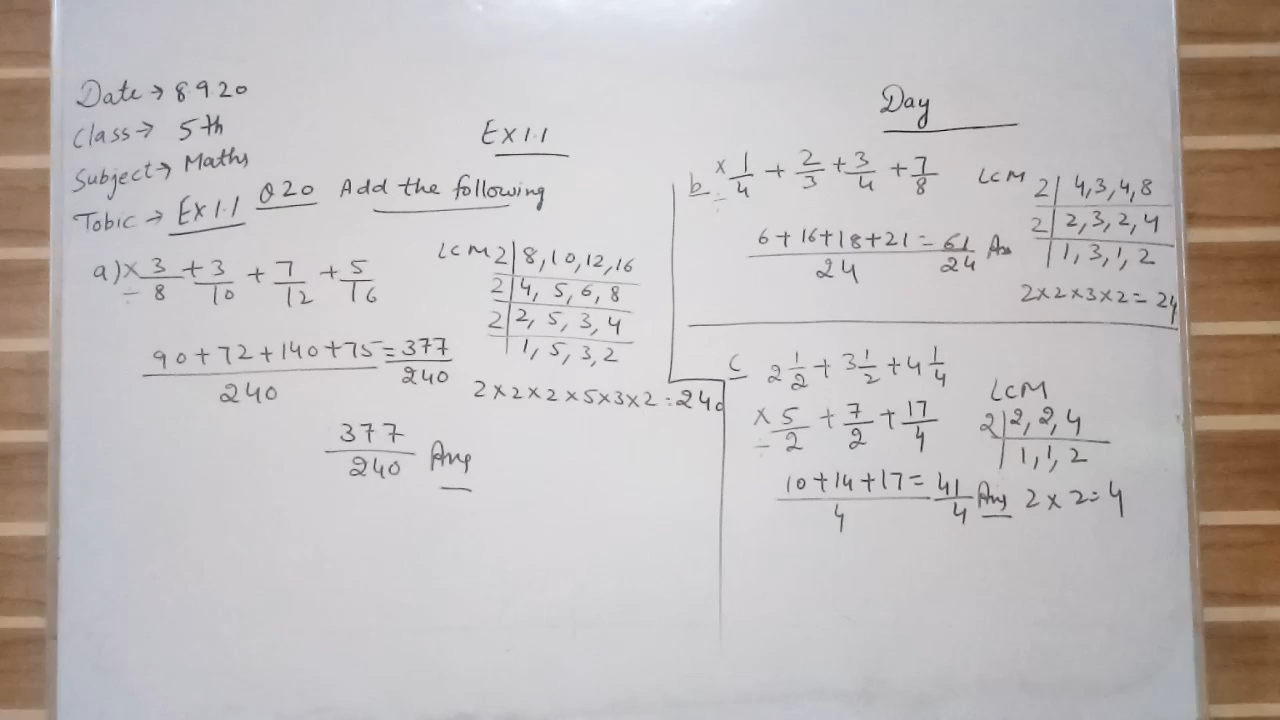 Date → 8.9.20
Class → 5th
Subject → Maths
Tobic → Ex 1.1 Q20 Add the following
Ex 1.1
a) × ÷ 3/8 + 3/10 + 7/12 + 5/16
90+72+140+75/240 = 377/240
377/240 Ans
LCM 2 | 8, 10, 12, 16
2 | 4, 5, 6, 8
2 | 2, 5, 3, 4
| 1, 5, 3, 2
2×2×2×5×3×2=240
Day
b × ÷ 1/4 + 2/3 + 3/4 + 7/8
6+16+18+21/24 = 61/24 Ans
LCM 2 | 4,3,4,8
2 | 2,3,2,4
| 1,3,1,2
2×2×3×2=24
C 2 1/2 + 3 1/2 + 4 1/4
× ÷ 5/2 + 7/2 + 17/4
10+14+17/4 = 41/4 Ans
LCM
2 | 2, 2, 4
| 1, 1, 2
2×2=4